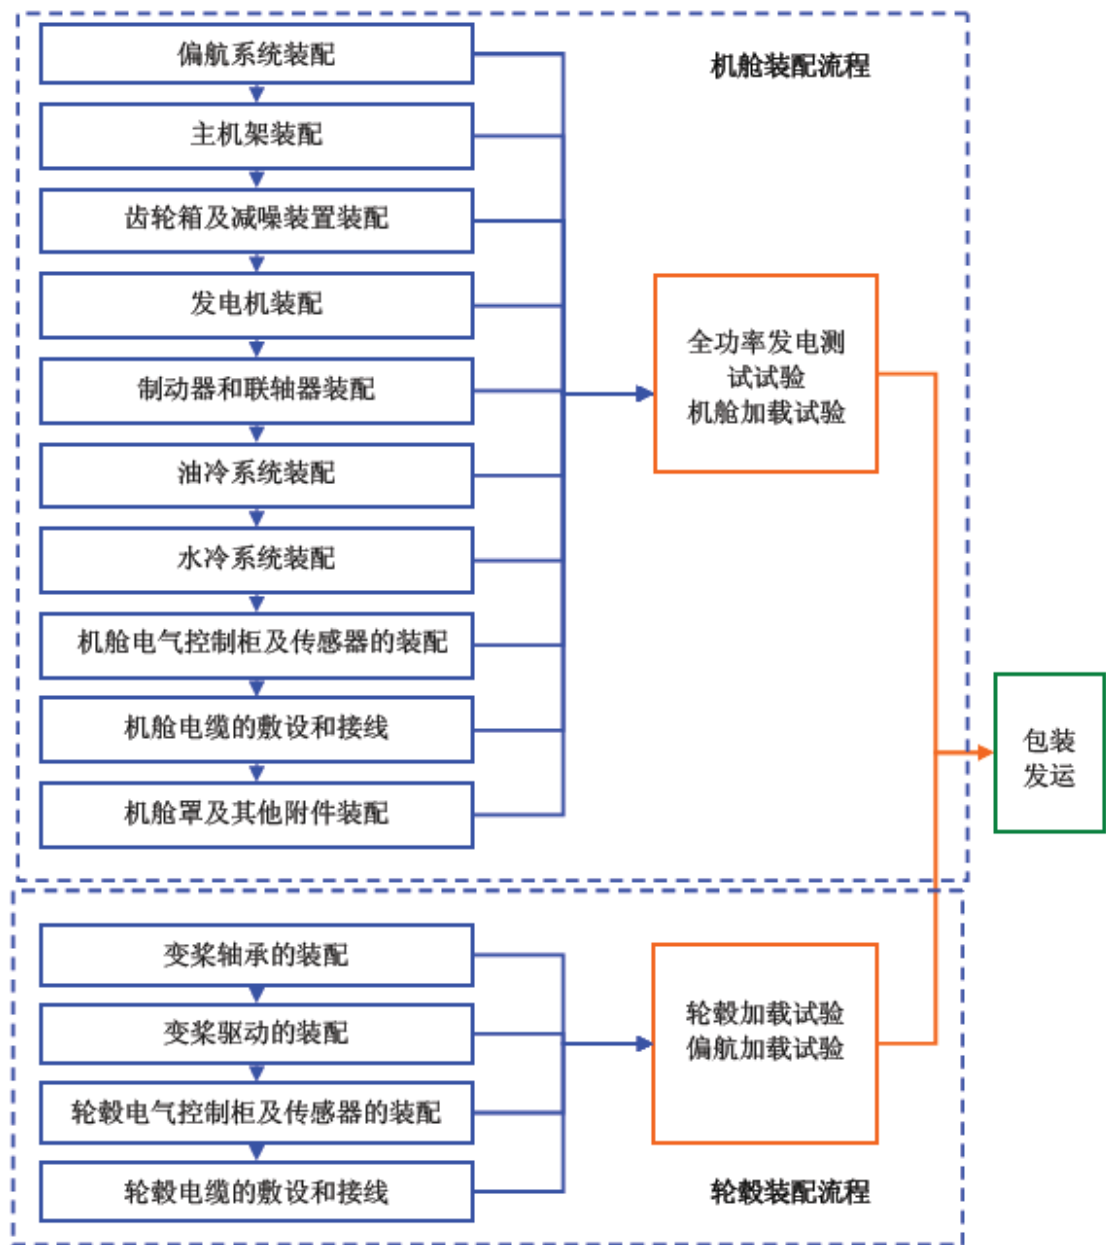 偏航系统装配
机舱装配流程
主机架装配
齿轮箱及减噪装置装配
发电机装配
全功率发电测
试试验
机舱加载试验
制动器和联轴器装配
油冷系统装配
水冷系统装配
机舱电气控制柜及传感器的装配
机舱电缆的敷设和接线
机舱罩及其他附件装配
包装
发运
变桨轴承的装配
变桨驱动的装配
轮毂电气控制柜及传感器的装配
轮毂电缆的敷设和接线
轮毂加载试验
偏航加载试验
轮毂装配流程